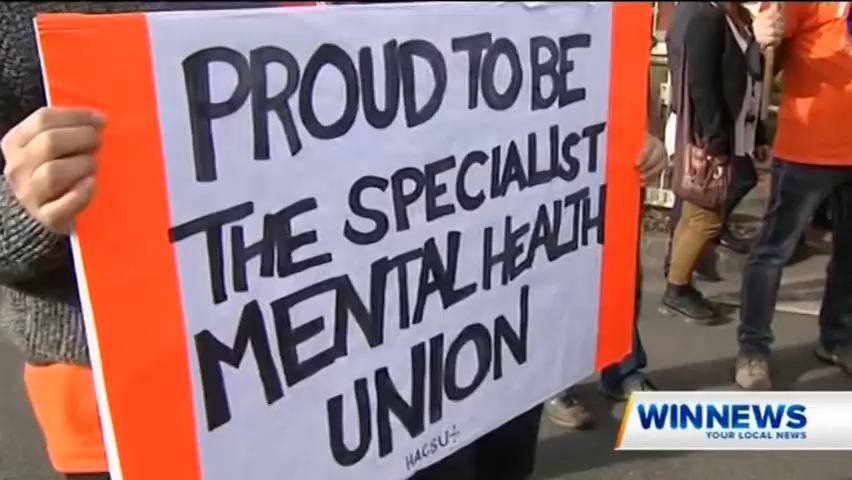 PROUD TO BE
THE SPECIALIST
MENTAL HEALTH
UNION
HACSU
WIN NEWS
YOUR LOCAL NEWS